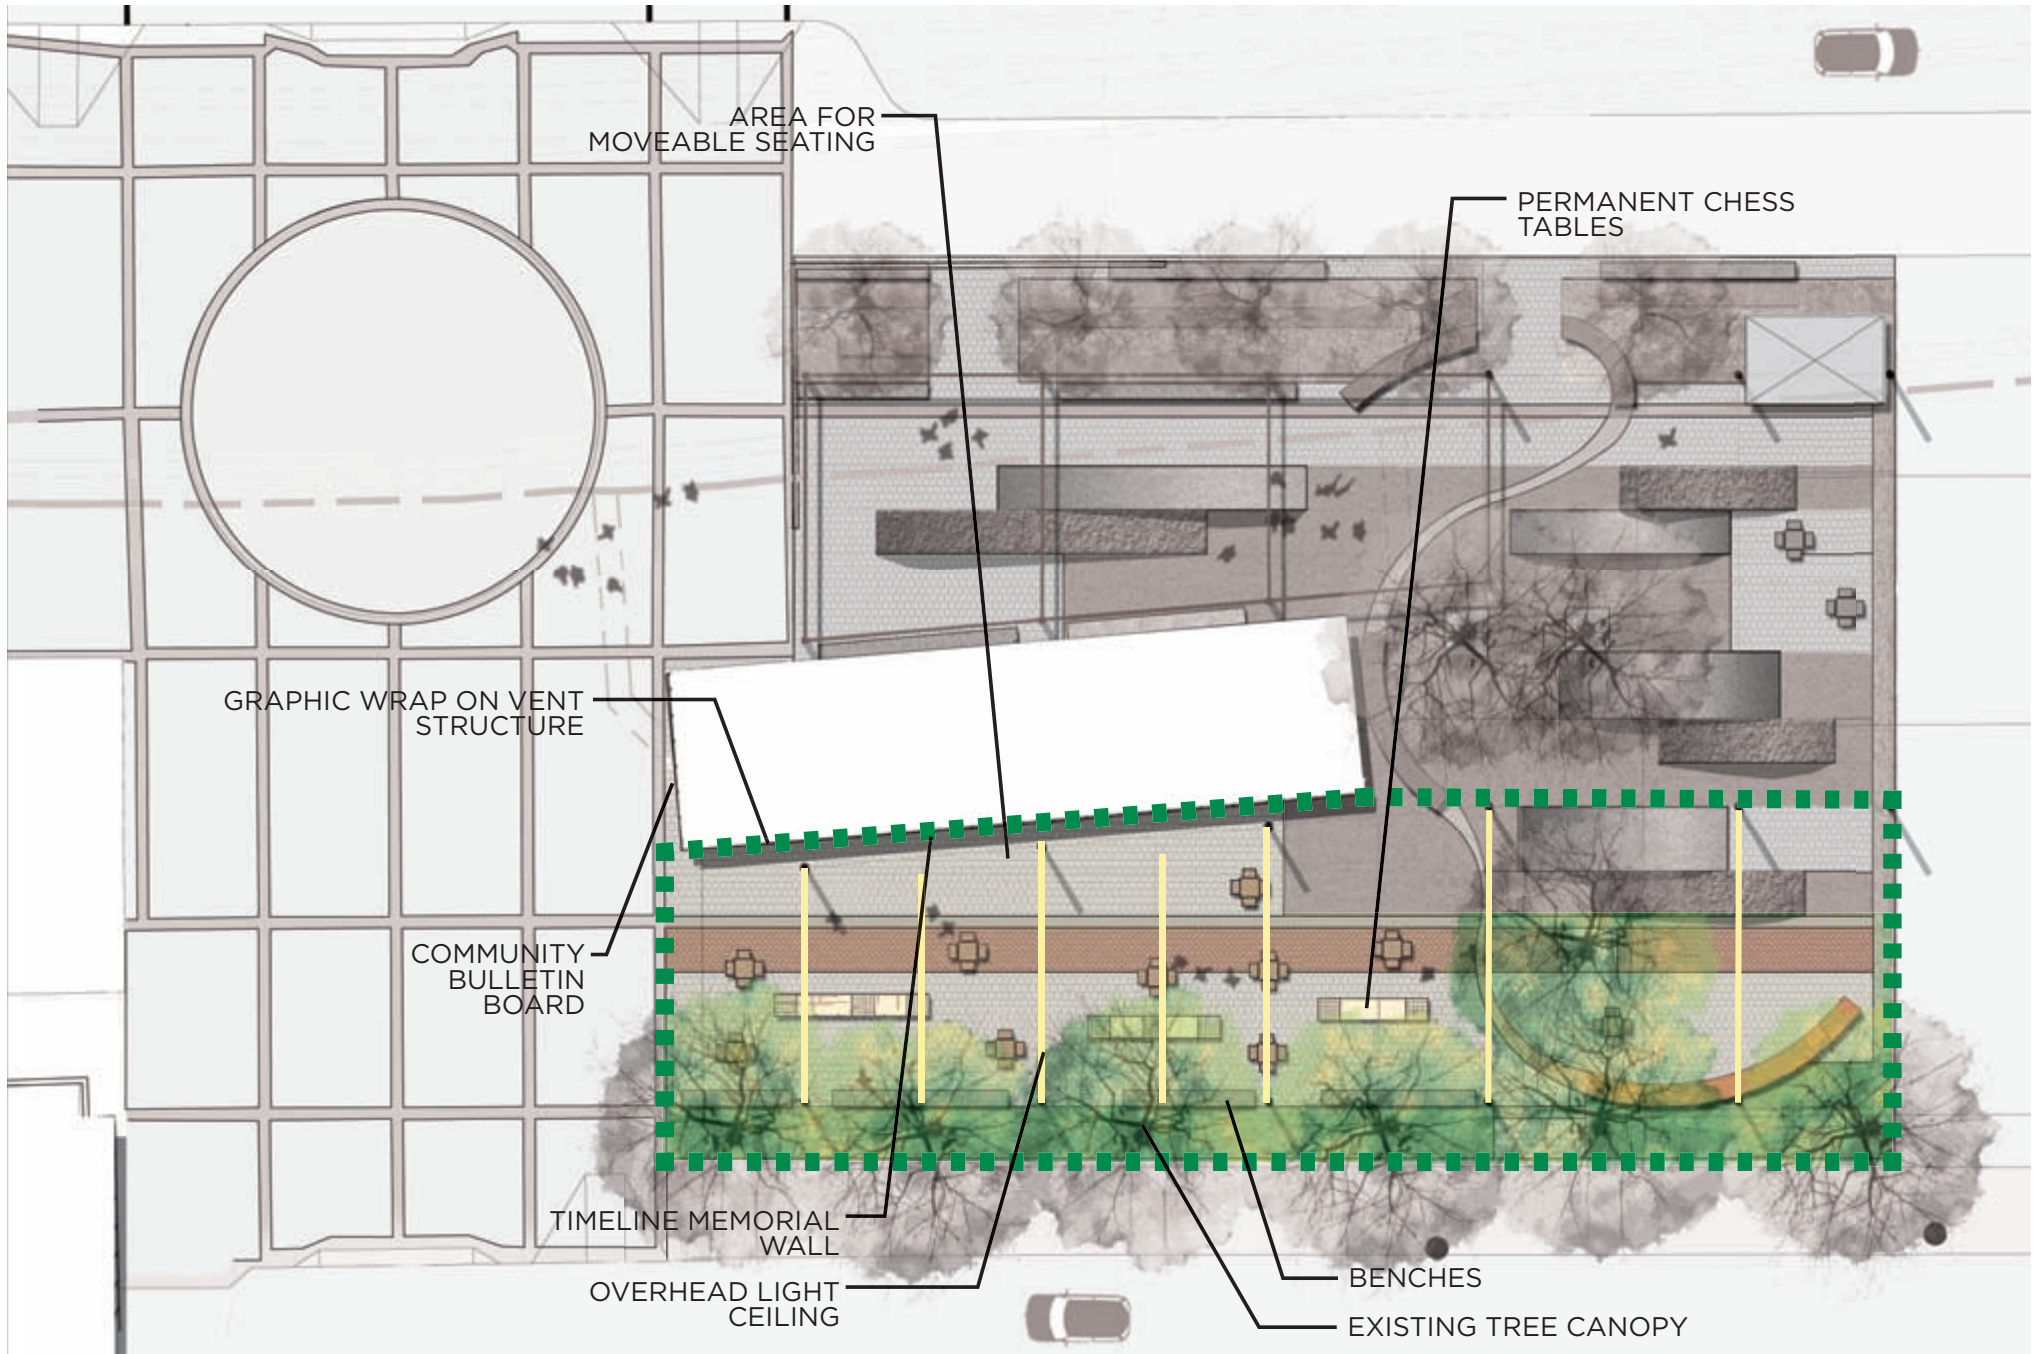 AREA FOR
MOVEABLE SEATING
PERMANENT CHESS
TABLES
GRAPHIC WRAP ON VENT
STRUCTURE
COMMUNITY
BULLETIN
BOARD
TIMELINE MEMORIAL
WALL
OVERHEAD LIGHT
CEILING
BENCHES
EXISTING TREE CANOPY